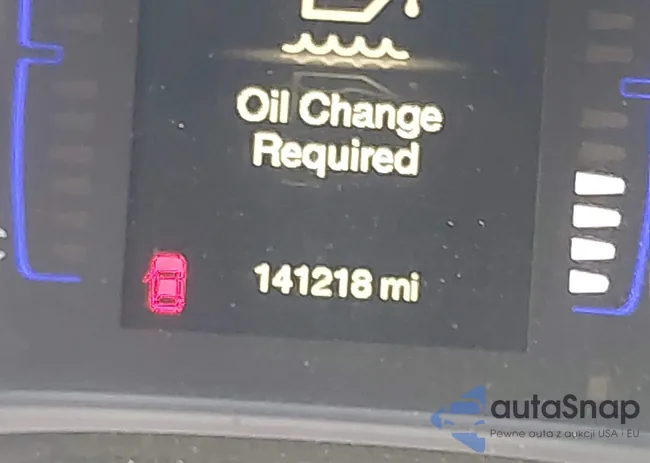 Oil Change
Required
141218 mi
autaSnap
Pewne auta z aukcji USA i EU